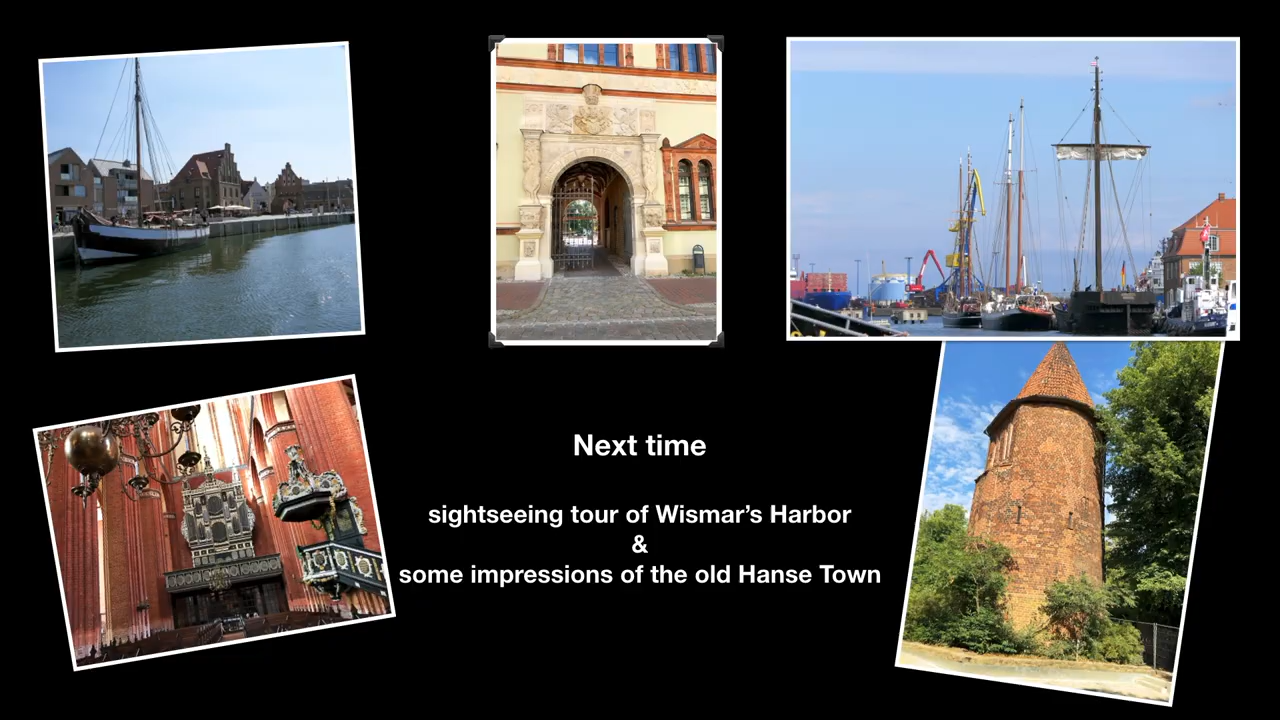 Next time
sightseeing tour of Wismar’s Harbor
&
some impressions of the old Hanse Town